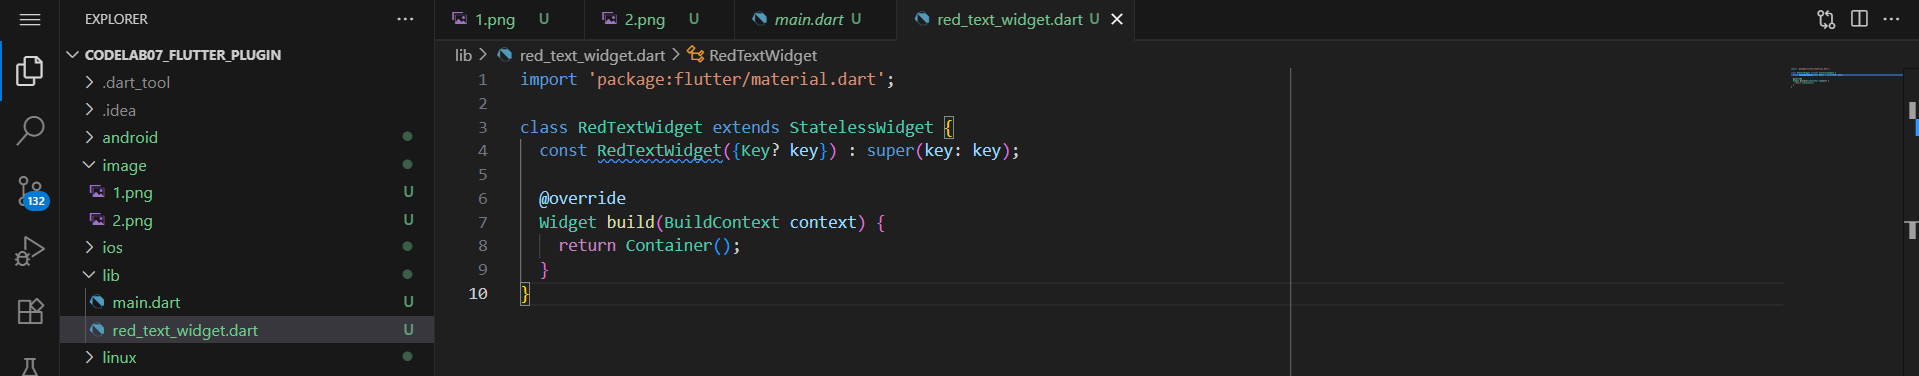 EXPLORER
CODELAB07_FLUTTER_PLUGIN
.dart_tool
.idea
android
image
1.png U
2.png U
ios
lib
main.dart U
red_text_widget.dart U
linux
132
1.png U
2.png U
main.dart U
red_text_widget.dart U
lib > red_text_widget.dart > RedTextWidget
1 import 'package:flutter/material.dart';
2
3 class RedTextWidget extends StatelessWidget {
4 const RedTextWidget({Key? key}) : super(key: key);
5
6 @override
7 Widget build(BuildContext context) {
8 return Container();
9 }
10 }